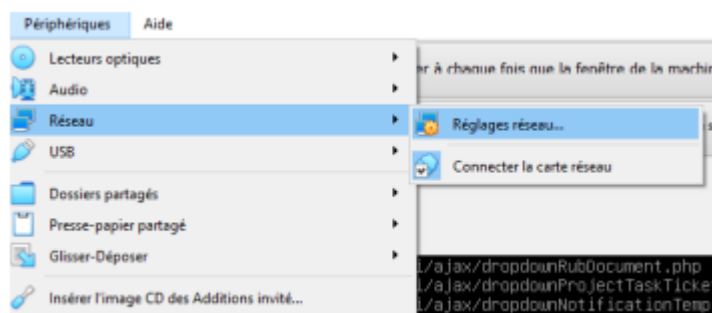 Périphériques Aide
Lecteurs optiques
er à chaque fois que la fenêtre de la machin
Audio
Réseau
Réglages réseau...
USB
Connecter la carte réseau
Dossiers partagés
Presse-papier partagé
Glisser-Déposer
i/ajax/dropdownRubDocument.php
i/ajax/dropdownProjectTaskTicke
Insérer l'image CD des Additions invité...
i/ajax/dropdownNotificationTemp